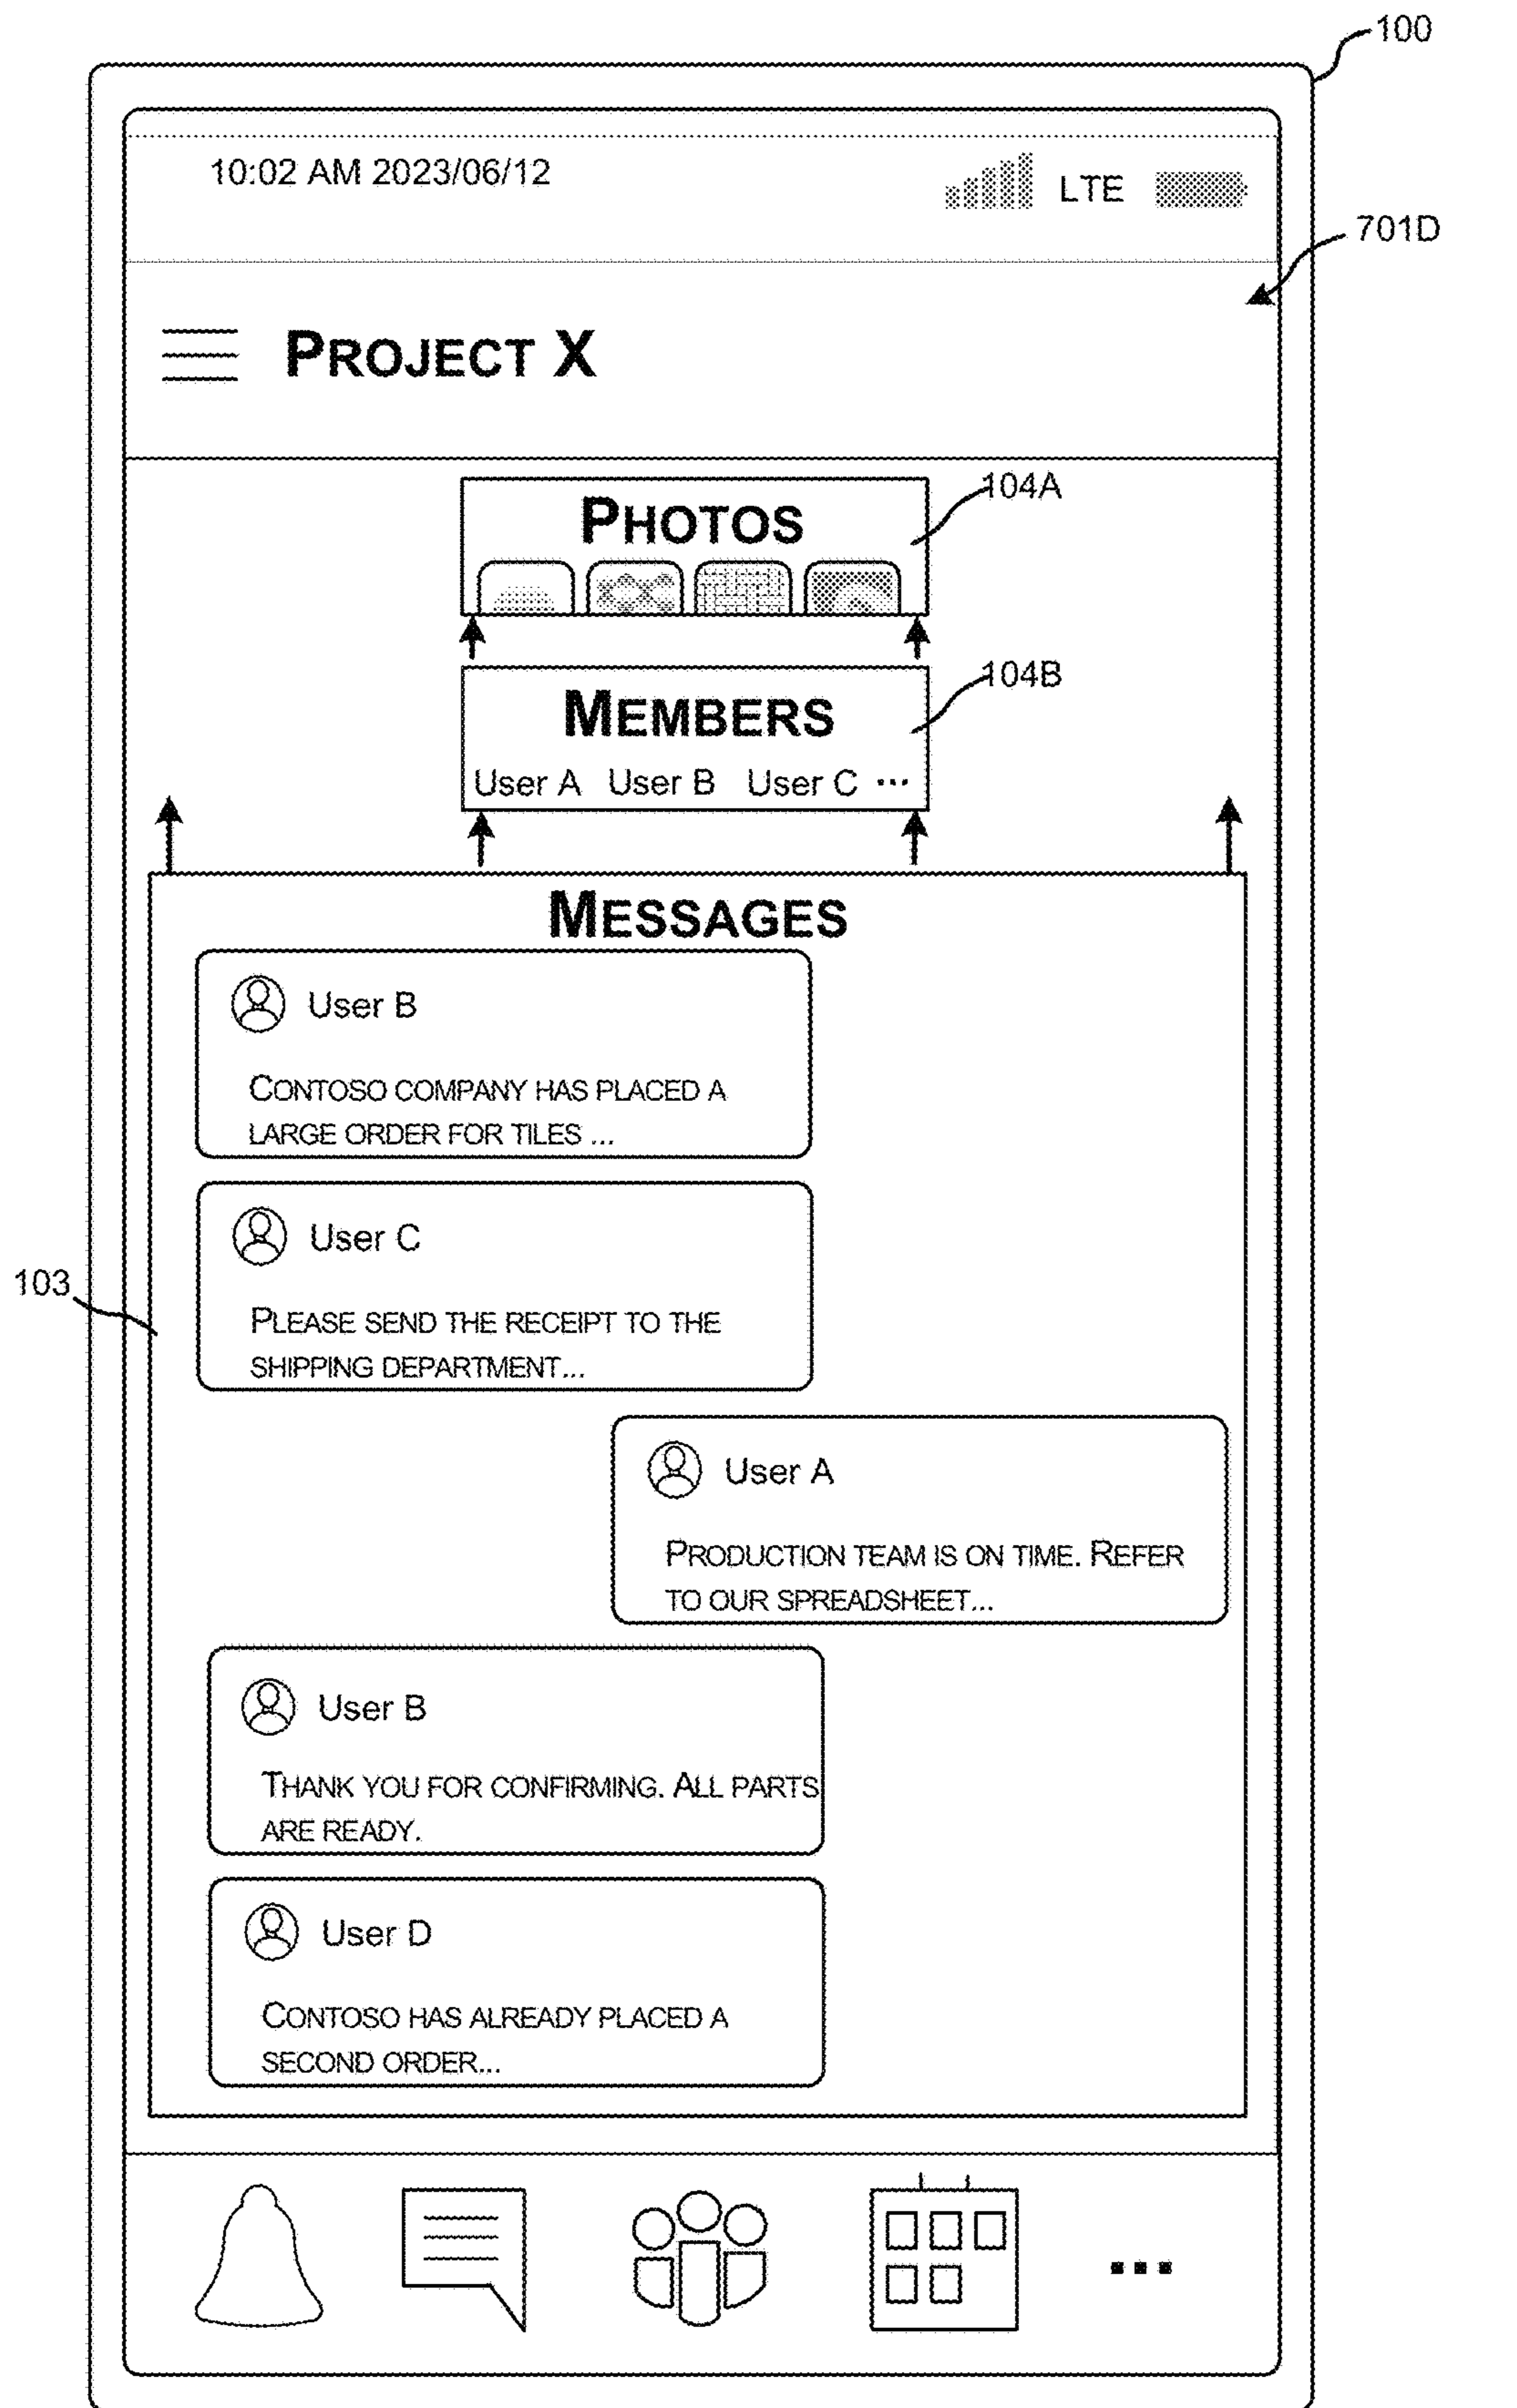 100
10:02 AM 2023/06/12
LTE
701D
PROJECT X
PHOTOS
104A
MEMBERS
104B
User A User B User C ...
MESSAGES
User B
CONTOSO COMPANY HAS PLACED A
LARGE ORDER FOR TILES ...
User C
103
PLEASE SEND THE RECEIPT TO THE
SHIPPING DEPARTMENT...
User A
PRODUCTION TEAM IS ON TIME. REFER
TO OUR SPREADSHEET...
User B
THANK YOU FOR CONFIRMING. ALL PARTS
ARE READY.
User D
CONTOSO HAS ALREADY PLACED A
SECOND ORDER...
...